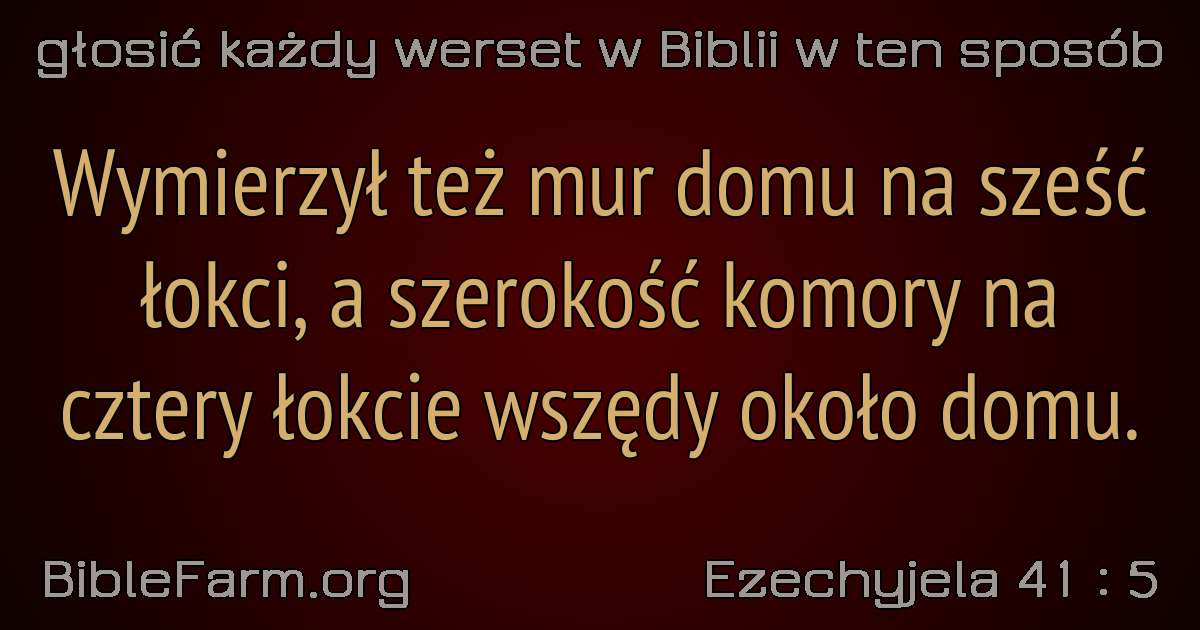 głosić każdy werset w Biblii w ten sposób
Wymierzył też mur domu na sześć
łokci, a szerokość komory na
cztery łokcie wszędy około domu.
BibleFarm.org
Ezechyjela 41 : 5